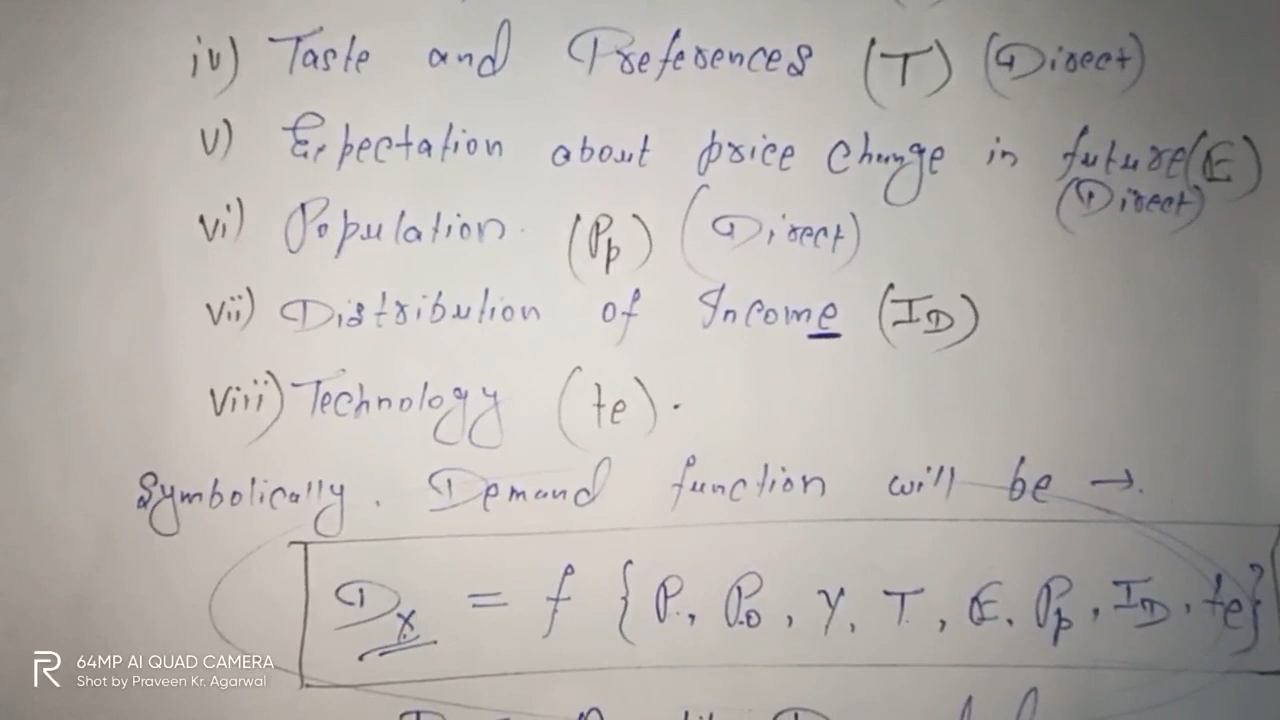 iv) Taste and Preferences (T) (Direct)
v) Expectation about price change in future (E)
(Direct)
vi) Population (Pp) (Direct)
vii) Distribution of Income (ID)
viii) Technology (te).
Symbolically. Demand function will be →.
Dx = f {P, Po, Y, T, E, Pp, ID, te}
64MP AI QUAD CAMERA
Shot by Praveen Kr. Agarwal